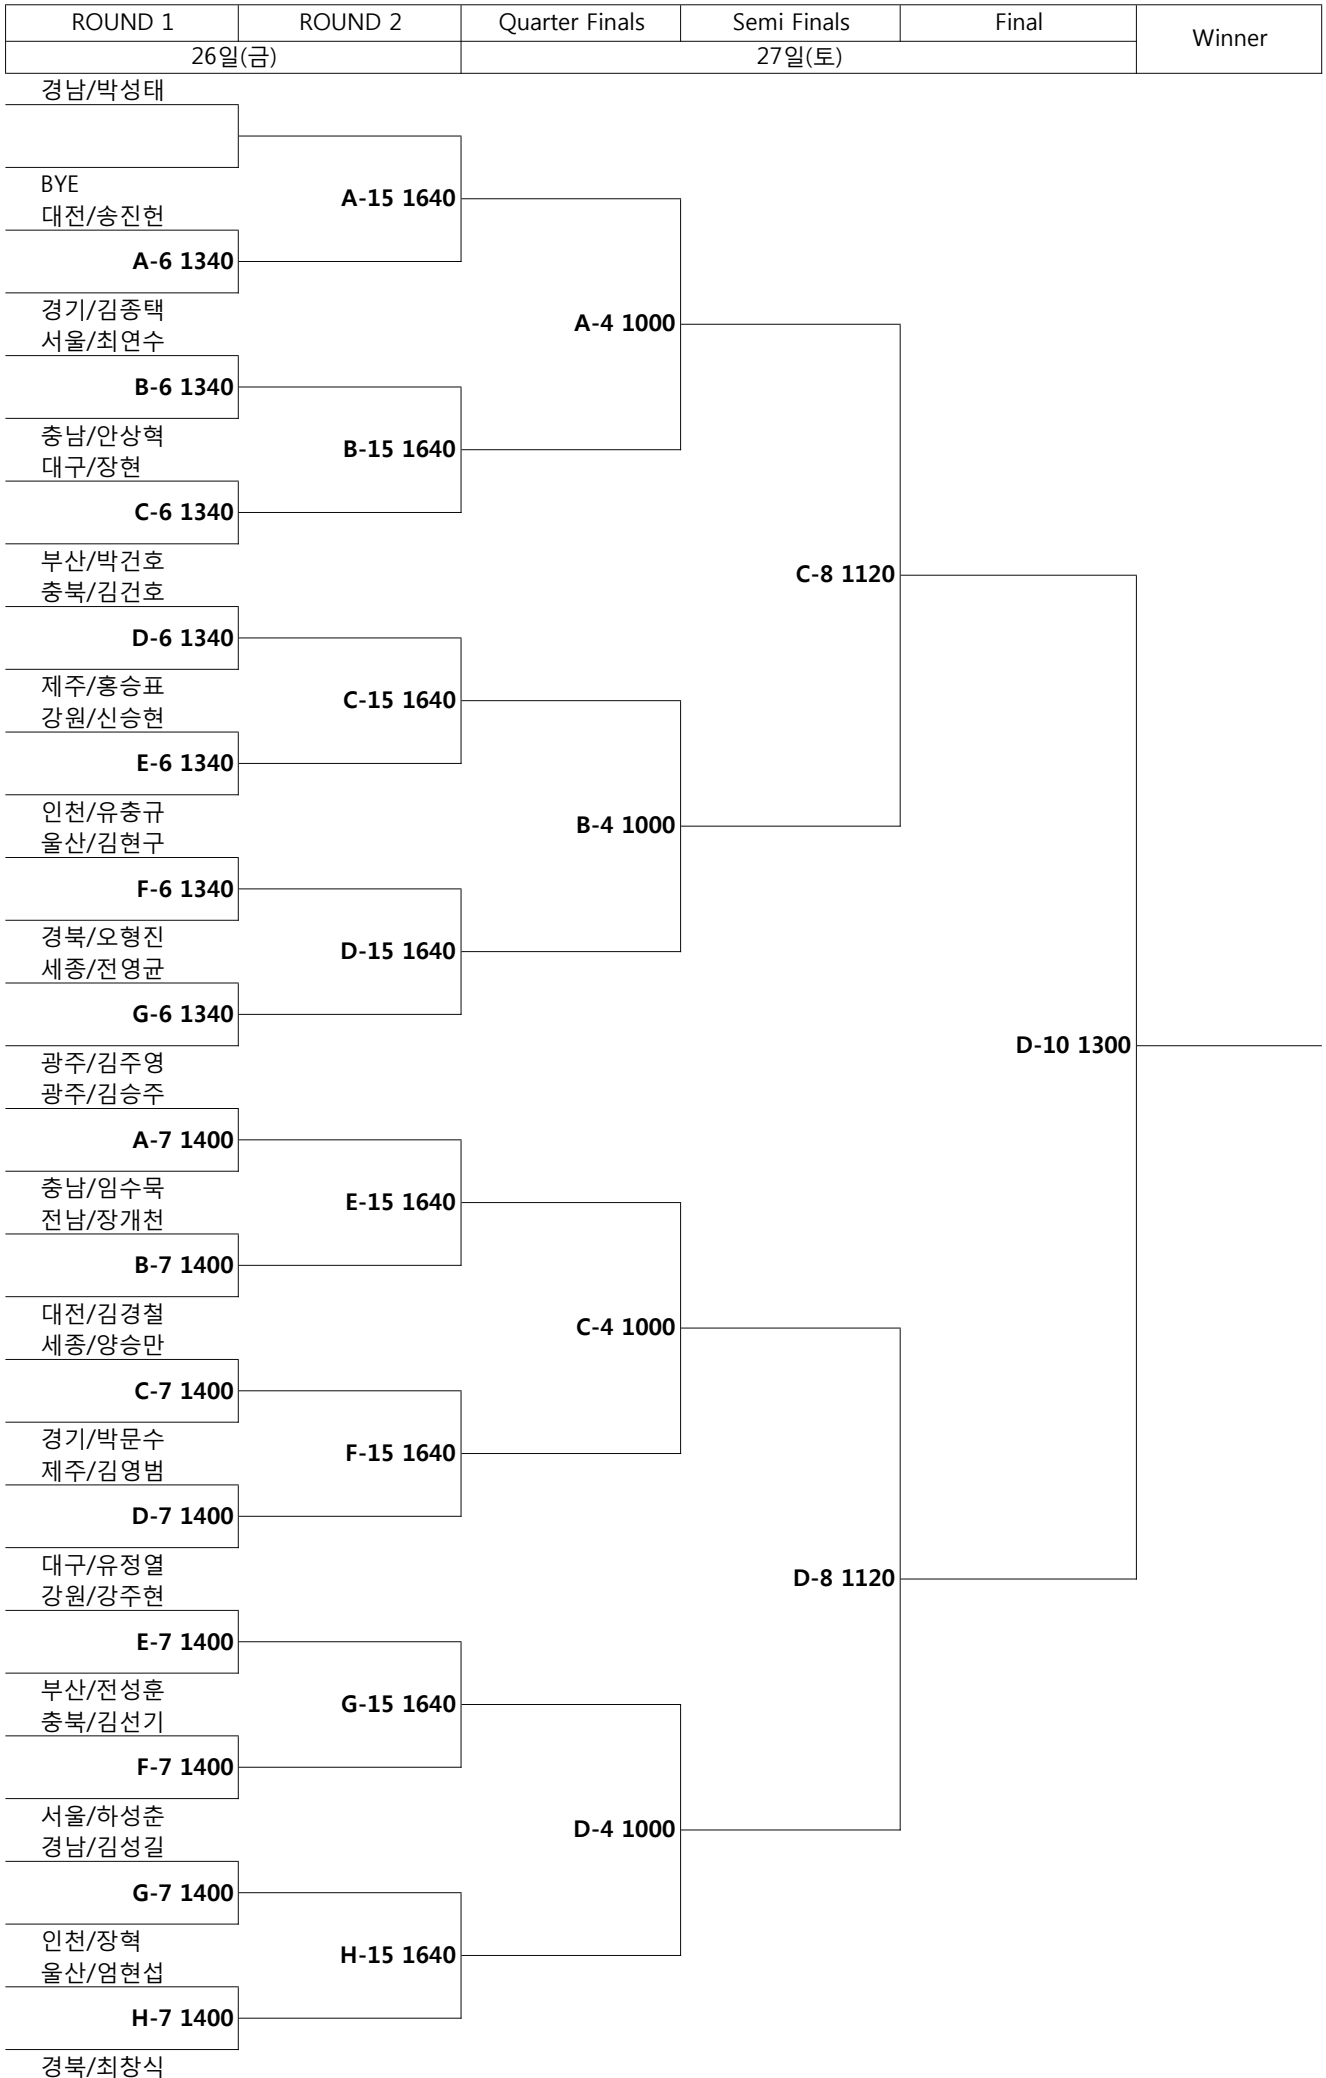 ROUND 1 ROUND 2 Quarter Finals Semi Finals Final Winner
26일(금) 27일(토)
경남/박성태
BYE
A-15 1640
대전/송진헌
A-6 1340
경기/김종택
A-4 1000
서울/최연수
B-6 1340
충남/안상혁
B-15 1640
대구/장현
C-6 1340
부산/박건호
C-8 1120
충북/김건호
D-6 1340
제주/홍승표
C-15 1640
강원/신승현
E-6 1340
인천/유충규
B-4 1000
울산/김현구
F-6 1340
경북/오형진
D-15 1640
세종/전영균
G-6 1340
D-10 1300
광주/김주영
광주/김승주
A-7 1400
충남/임수묵
E-15 1640
전남/장개천
B-7 1400
대전/김경철
C-4 1000
세종/양승만
C-7 1400
경기/박문수
F-15 1640
제주/김영범
D-7 1400
대구/유정열
D-8 1120
강원/강주현
E-7 1400
부산/전성훈
G-15 1640
충북/김선기
F-7 1400
서울/하성춘
D-4 1000
경남/김성길
G-7 1400
인천/장혁
H-15 1640
울산/엄현섭
H-7 1400
경북/최창식